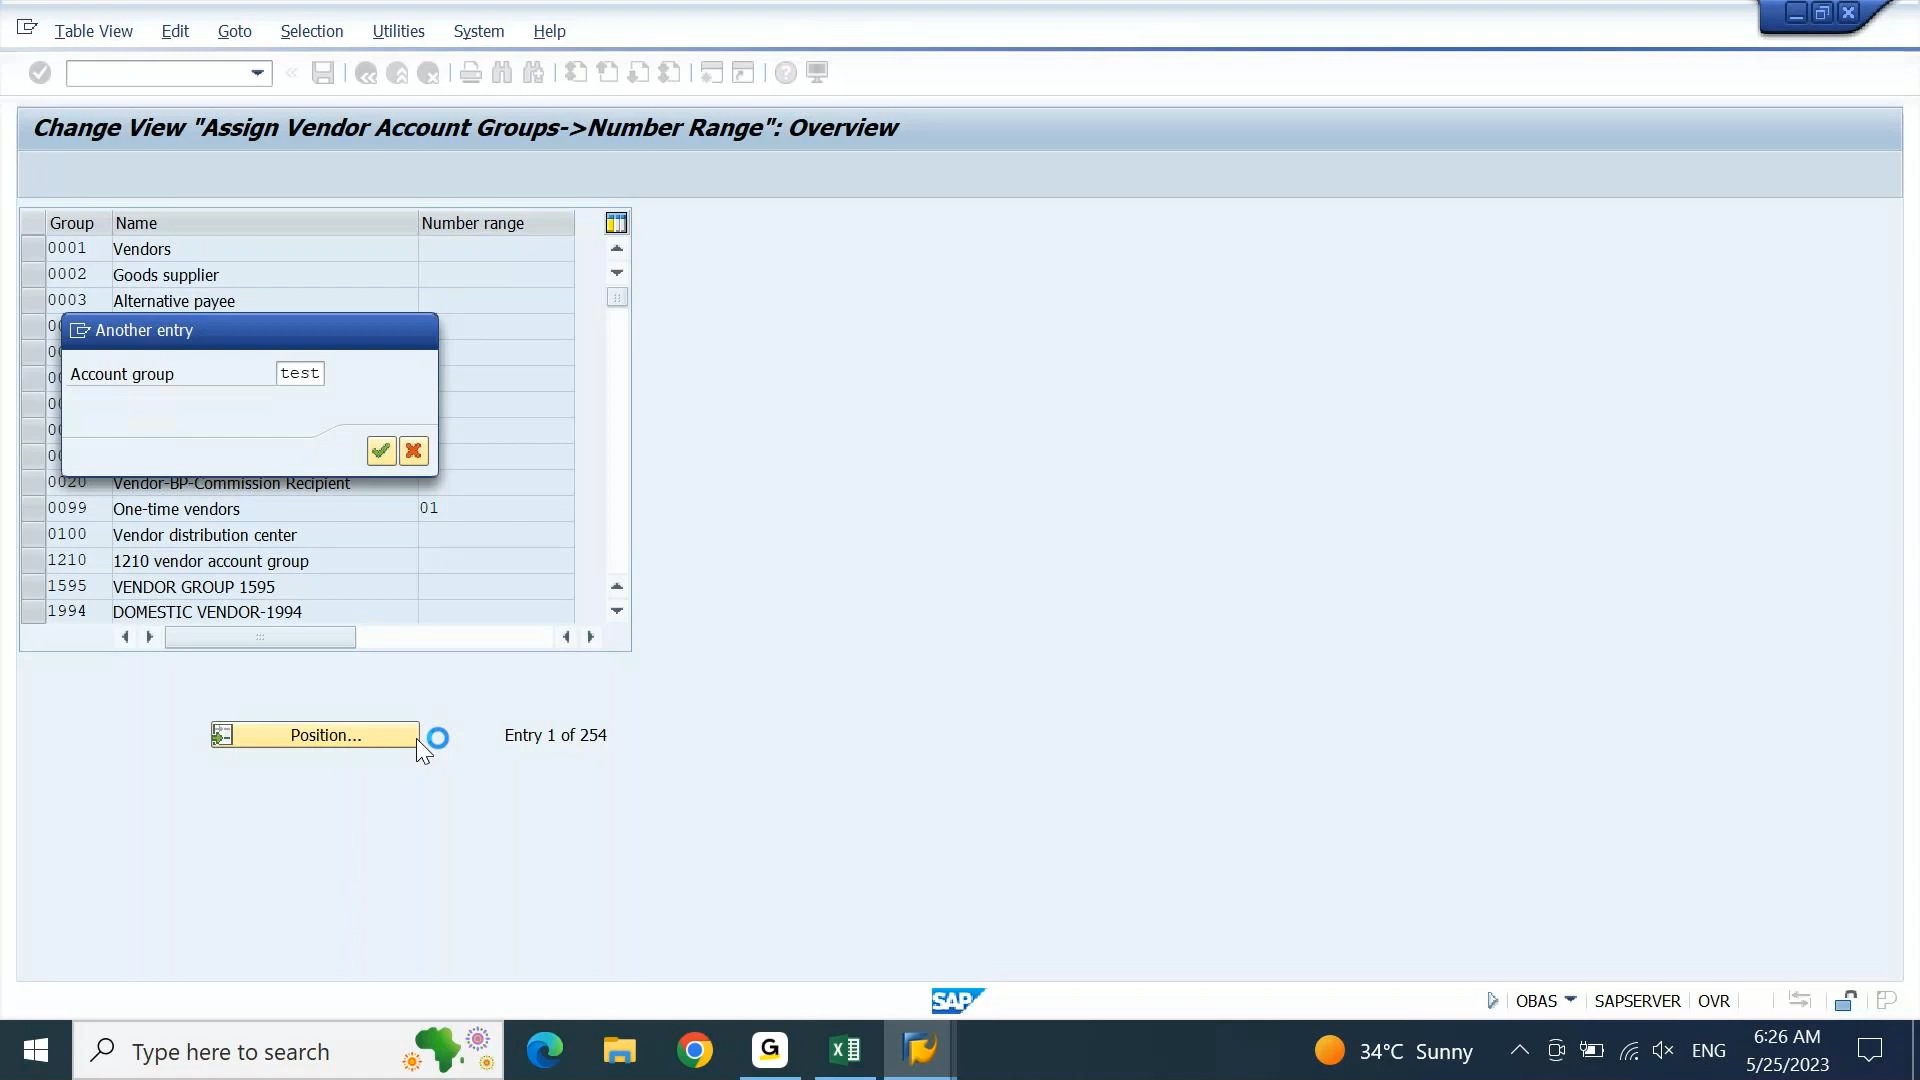 Table View Edit Goto Selection Utilities System Help
Change View "Assign Vendor Account Groups->Number Range": Overview
Group Name Number range
0001 Vendors
0002 Goods supplier
0003 Alternative payee
Another entry
Account group test
0020 Vendor-BP-Commission Recipient
0099 One-time vendors 01
0100 Vendor distribution center
1210 1210 vendor account group
1595 VENDOR GROUP 1595
1994 DOMESTIC VENDOR-1994
Position... Entry 1 of 254
SAP OBAS SAPSERVER OVR
Type here to search G 34°C Sunny ENG 6:26 AM
5/25/2023